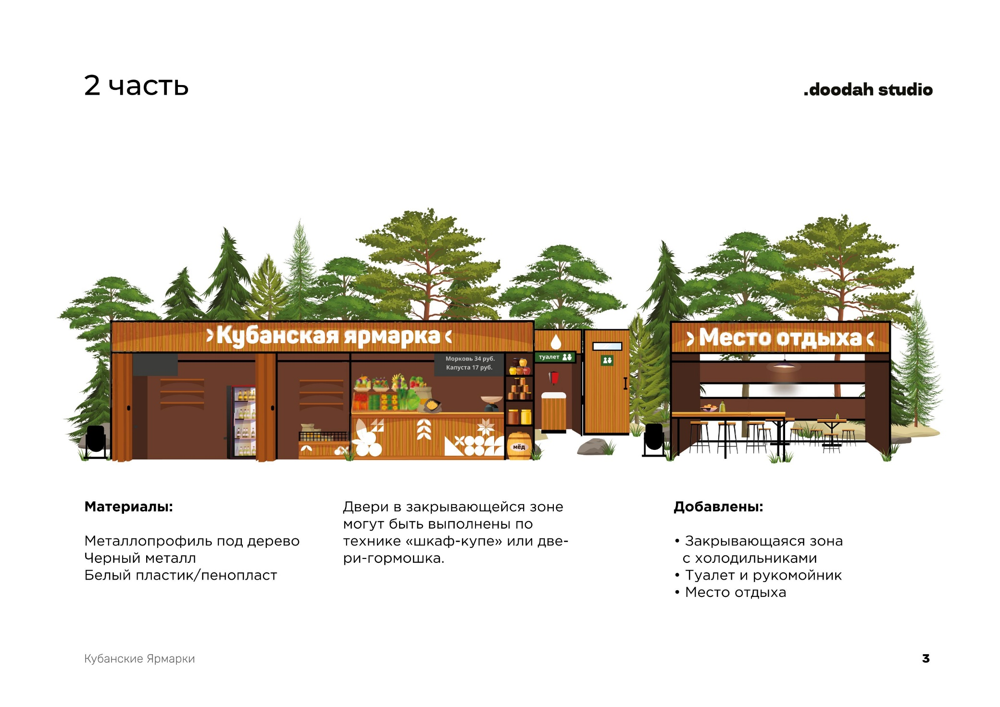 2 часть
.doodah studio
›Кубанская ярмарка‹
›Место отдыха‹
туалет
Морковь 34 руб.
Капуста 17 руб.
мёд
Материалы:
Металлопрофиль под дерево
Черный металл
Белый пластик/пенопласт
Двери в закрывающейся зоне
могут быть выполнены по
технике «шкаф-купе» или две-
ри-гормошка.
Добавлены:
• Закрывающаяся зона
с холодильниками
• Туалет и рукомойник
• Место отдыха
Кубанские Ярмарки
3